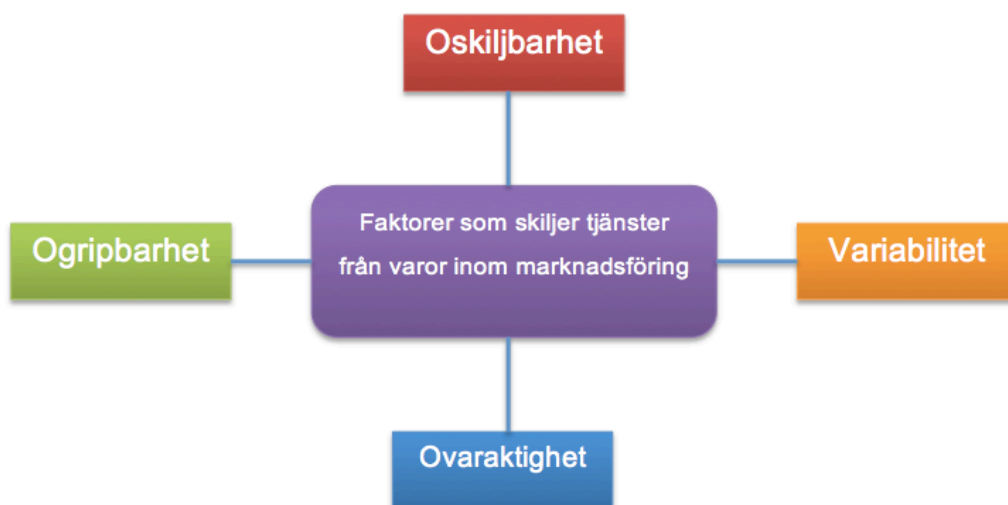 Oskiljbarhet
Faktorer som skiljer tjänster
från varor inom marknadsföring
Ogripbarhet
Variabilitet
Ovaraktighet